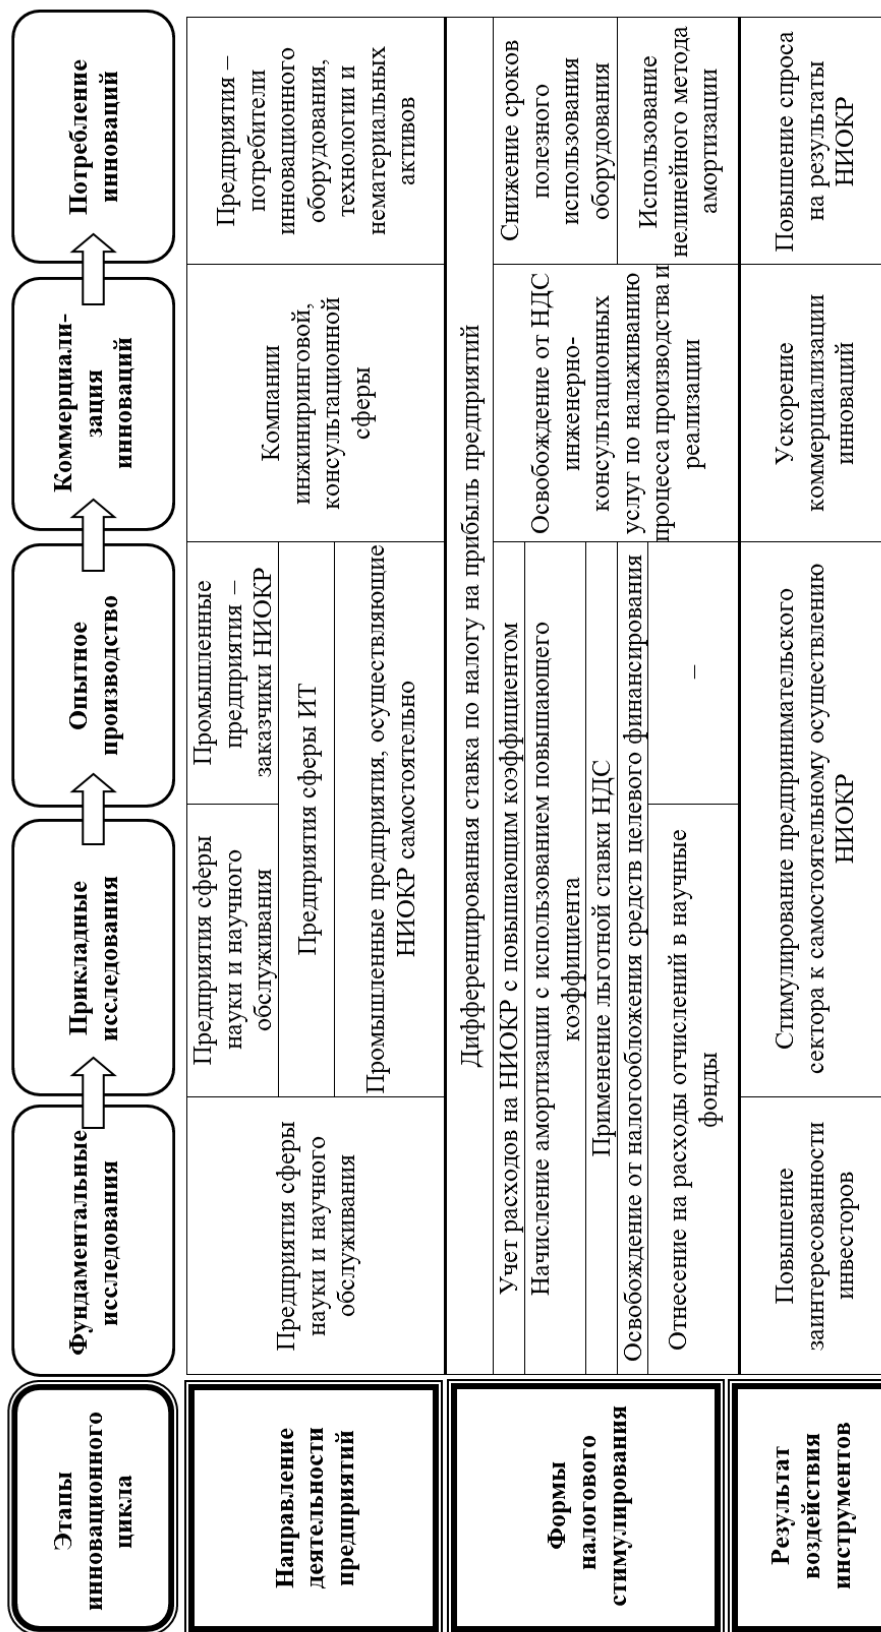 Этапы
инновационного
цикла
Фундаментальные
исследования
Прикладные
исследования
Опытное
производство
Коммерциали-
зация
инноваций
Потребление
инноваций
Направление
деятельности
предприятий
Предприятия сферы
науки и научного
обслуживания
Предприятия сферы
науки и научного
обслуживания
Промышленные
предприятия –
заказчики НИОКР
Предприятия сферы ИТ
Промышленные предприятия, осуществляющие
НИОКР самостоятельно
Компании
инжиниринговой,
консультационной
сферы
Предприятия –
потребители
инновационного
оборудования,
технологии и
нематериальных
активов
Формы
налогового
стимулирования
Дифференцированная ставка по налогу на прибыль предприятий
Учет расходов на НИОКР с повышающим коэффициентом
Начисление амортизации с использованием повышающего
коэффициента
Применение льготной ставки НДС
Освобождение от налогообложения средств целевого финансирования
Отнесение на расходы отчислений в научные
фонды
–
Освобождение от НДС
инженерно-
консультационных
услуг по налаживанию
процесса производства и
реализации
Снижение сроков
полезного
использования
оборудования
Использование
нелинейного метода
амортизации
Результат
воздействия
инструментов
Повышение
заинтересованности
инвесторов
Стимулирование предпринимательского
сектора к самостоятельному осуществлению
НИОКР
Ускорение
коммерциализации
инноваций
Повышение спроса
на результаты
НИОКР